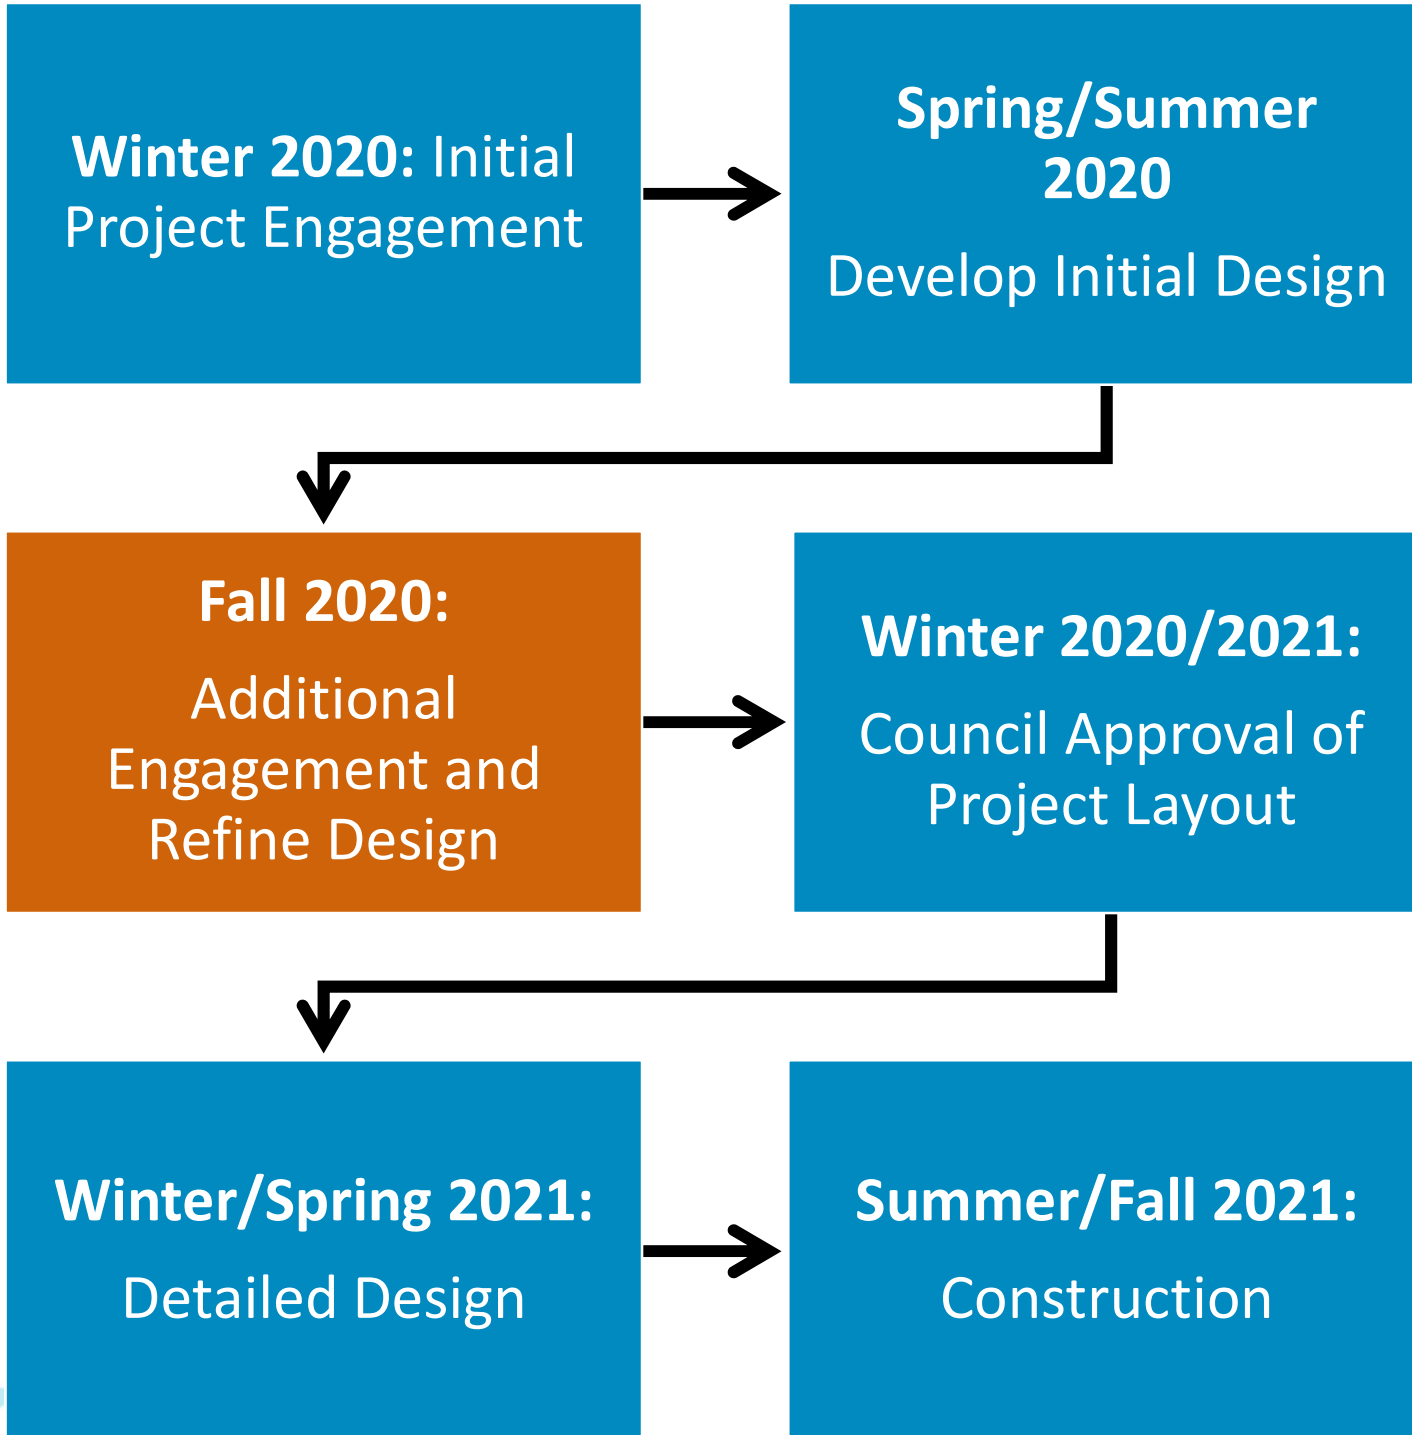 Winter 2020: Initial
Project Engagement
Spring/Summer
2020
Develop Initial Design
Fall 2020:
Additional
Engagement and
Refine Design
Winter 2020/2021:
Council Approval of
Project Layout
Winter/Spring 2021:
Detailed Design
Summer/Fall 2021:
Construction